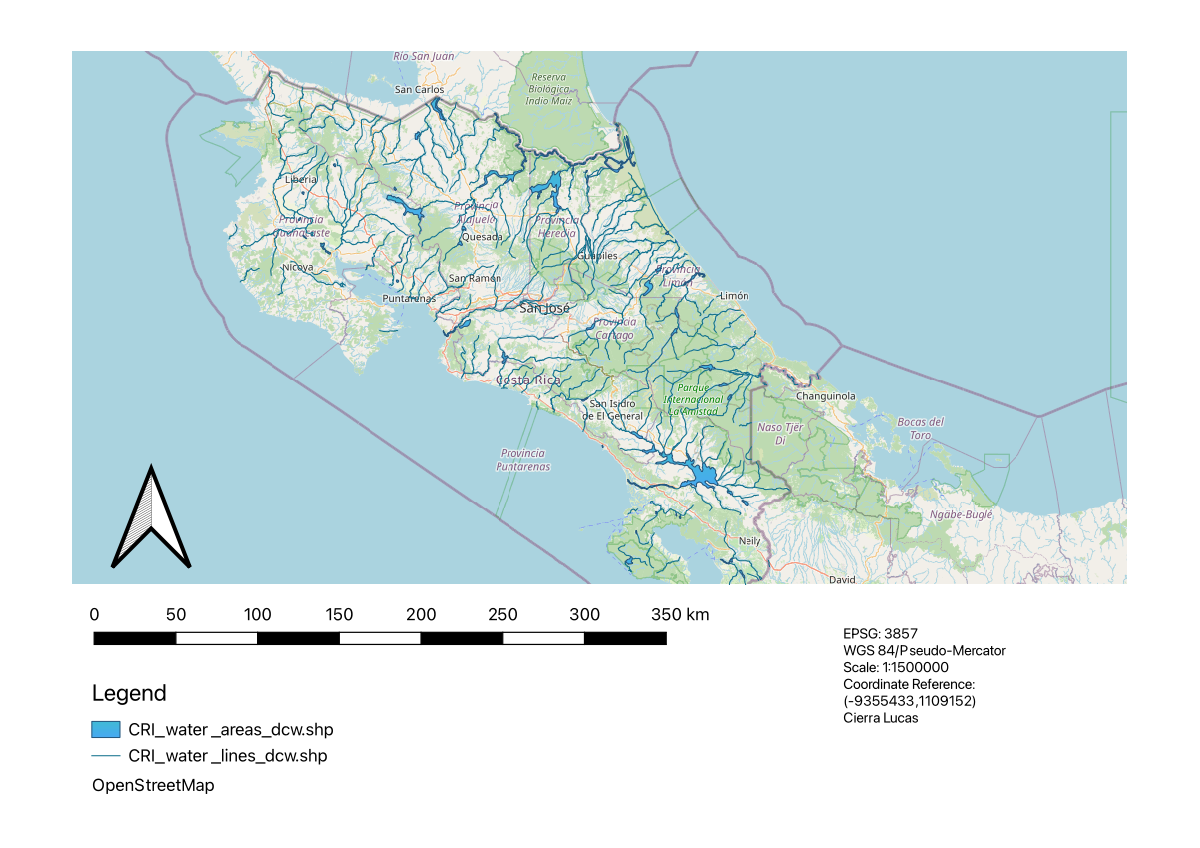 Río San Juan
San Carlos
Reserva
Biológica
Indio Maíz
Liberia
Provincia
Guanacaste
Provincia
Alajuela
Provincia
Heredia
Quesada
Guápiles
Nicoya
San Ramón
Provincia
Limón
Puntarenas
Limón
San José
Provincia
Cartago
Costa Rica
Parque
Internacional
La Amistad
San Isidro
de El General
Changuinola
Naso Tjër
Di
Bocas del
Toro
Provincia
Puntarenas
Ngäbe-Buglé
Neily
David
0 50 100 150 200 250 300 350 km
Legend
CRI_water_areas_dcw.shp
CRI_water_lines_dcw.shp
OpenStreetMap
EPSG: 3857
WGS 84/Pseudo-Mercator
Scale: 1:1500000
Coordinate Reference:
(-9355433,1109152)
Cierra Lucas